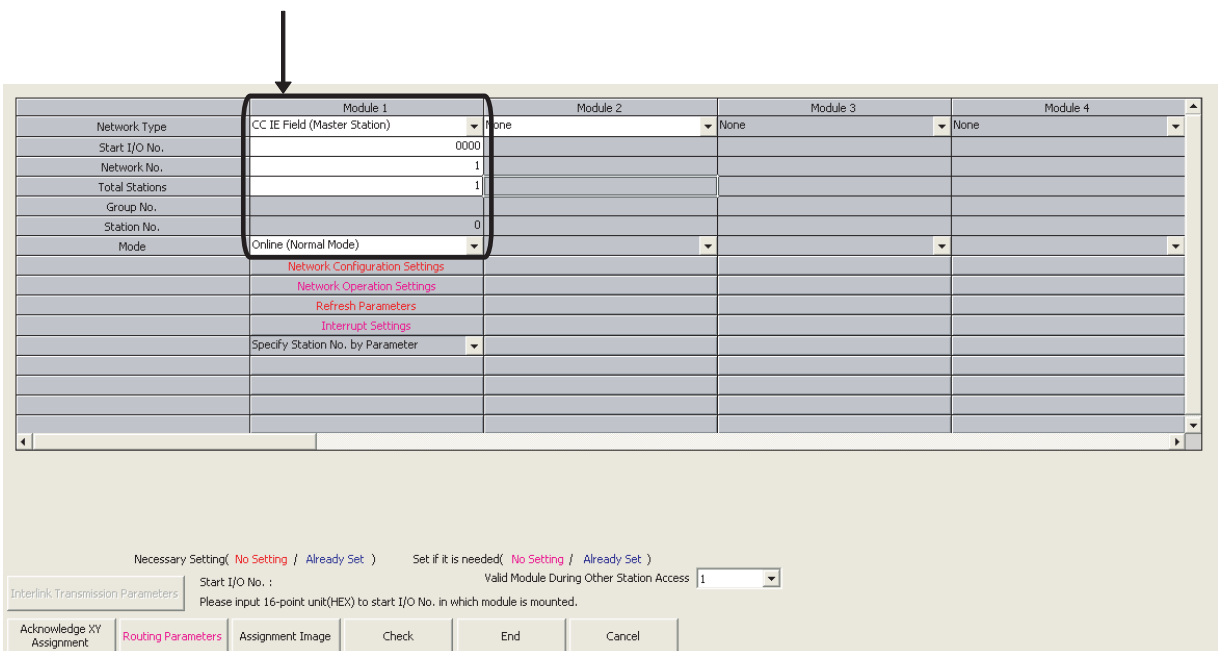 Module 1 Module 2 Module 3 Module 4
Network Type CC IE Field (Master Station) None None None
Start I/O No. 0000
Network No. 1
Total Stations 1
Group No.
Station No. 0
Mode Online (Normal Mode)
Network Configuration Settings
Network Operation Settings
Refresh Parameters
Interrupt Settings
Specify Station No. by Parameter
Necessary Setting( No Setting / Already Set ) Set if it is needed( No Setting / Already Set )
Interlink Transmission Parameters
Start I/O No. : Valid Module During Other Station Access 1
Please input 16-point unit(HEX) to start I/O No. in which module is mounted.
Acknowledge XY
Assignment
Routing Parameters Assignment Image Check End Cancel